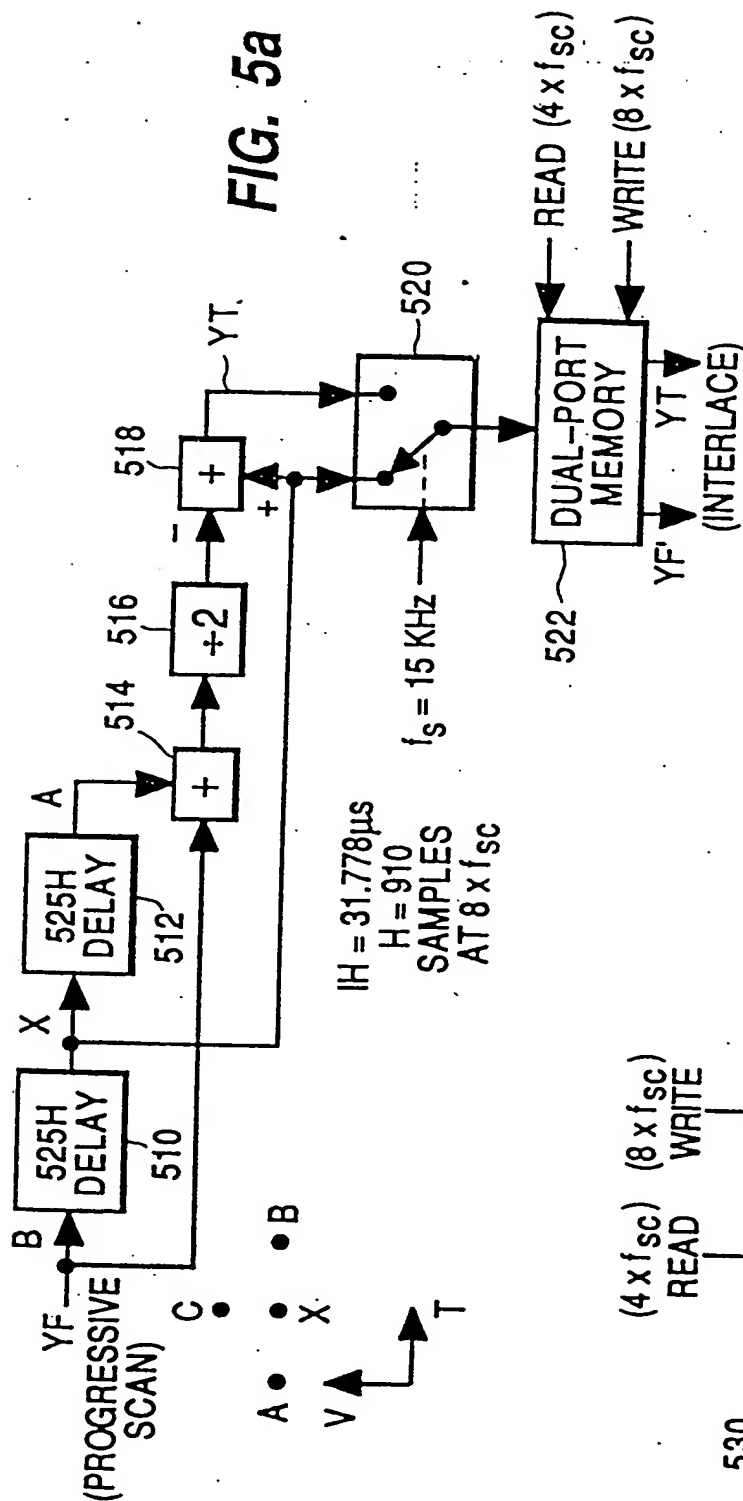 FIG. 5a
YF
(PROGRESSIVE
SCAN)
B
525H
DELAY
510
X
525H
DELAY
512
A
514
+
516
÷2
−
518
+
+
YT
520
C
A
X
B
V
T
IH = 31.778µs
H = 910
SAMPLES
AT 8 x fsc
fS = 15 KHz
522
DUAL-PORT
MEMORY
READ (4 x fsc)
WRITE (8 x fsc)
YF'
YT
(INTERLACE)
(4 x fsc)
READ
(8 x fsc)
WRITE
530